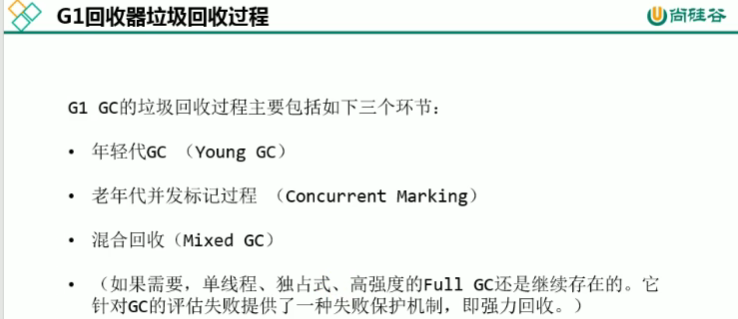 G1回收器垃圾回收过程
尚硅谷
G1 GC的垃圾回收过程主要包括如下三个环节：
• 年轻代GC （Young GC）
• 老年代并发标记过程 （Concurrent Marking）
• 混合回收（Mixed GC）
• （如果需要，单线程、独占式、高强度的Full GC还是继续存在的。它
针对GC的评估失败提供了一种失败保护机制，即强力回收。）